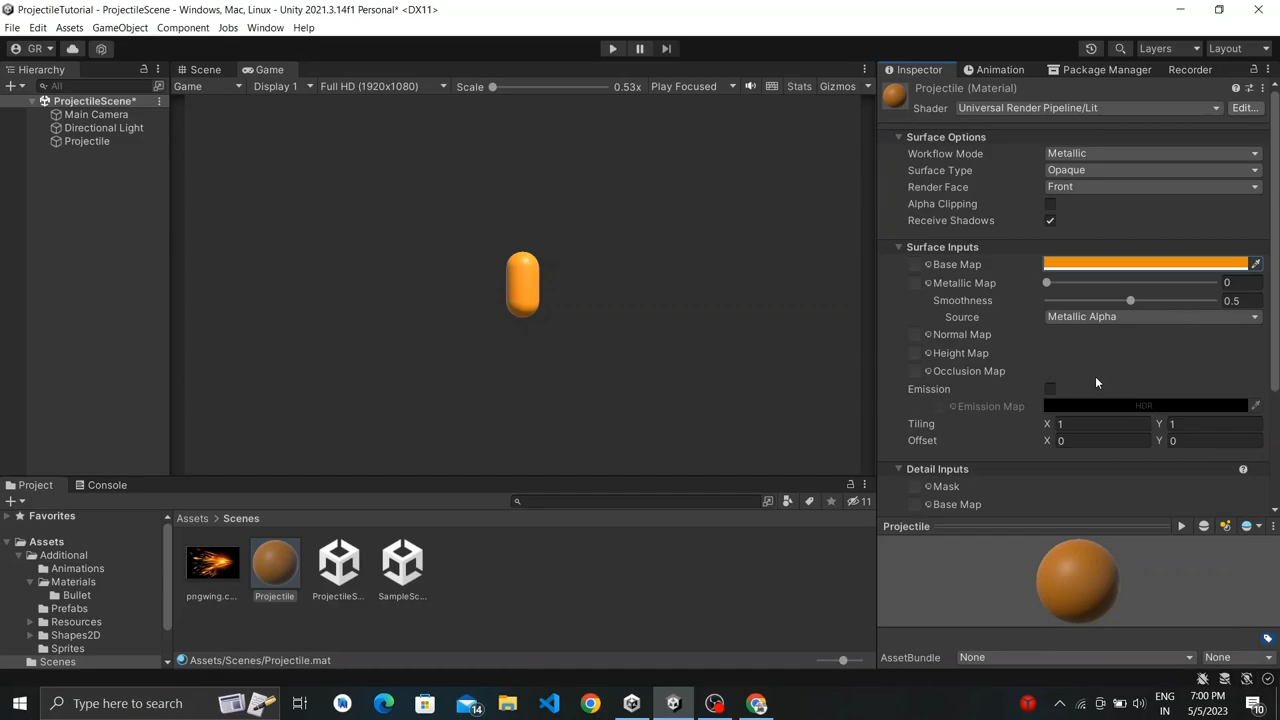 ProjectileTutorial - ProjectileScene - Windows, Mac, Linux - Unity 2021.3.14f1 Personal* <DX11>
File Edit Assets GameObject Component Jobs Window Help
GR Layers Layout
Hierarchy Scene Game Inspector Animation Package Manager Recorder
All Game Display 1 Full HD (1920x1080) Scale 0.53x Play Focused Stats Gizmos Projectile (Material)
ProjectileScene* Shader Universal Render Pipeline/Lit Edit...
Main Camera
Directional Light
Projectile
Surface Options
Workflow Mode Metallic
Surface Type Opaque
Render Face Front
Alpha Clipping
Receive Shadows
Surface Inputs
Base Map
Metallic Map 0
Smoothness 0.5
Source Metallic Alpha
Normal Map
Height Map
Occlusion Map
Emission
Emission Map HDR
Tiling X 1 Y 1
Offset X 0 Y 0
Detail Inputs
Mask
Base Map
Project Console
11
Favorites
Assets
Additional
Animations
Materials
Bullet
Prefabs
Resources
Shapes2D
Sprites
Scenes
Assets > Scenes
pngwing.c... Projectile ProjectileS... SampleSc...
Assets/Scenes/Projectile.mat
Projectile
AssetBundle None None
Type here to search 14 ENG 7:00 PM
IN 5/5/2023 10